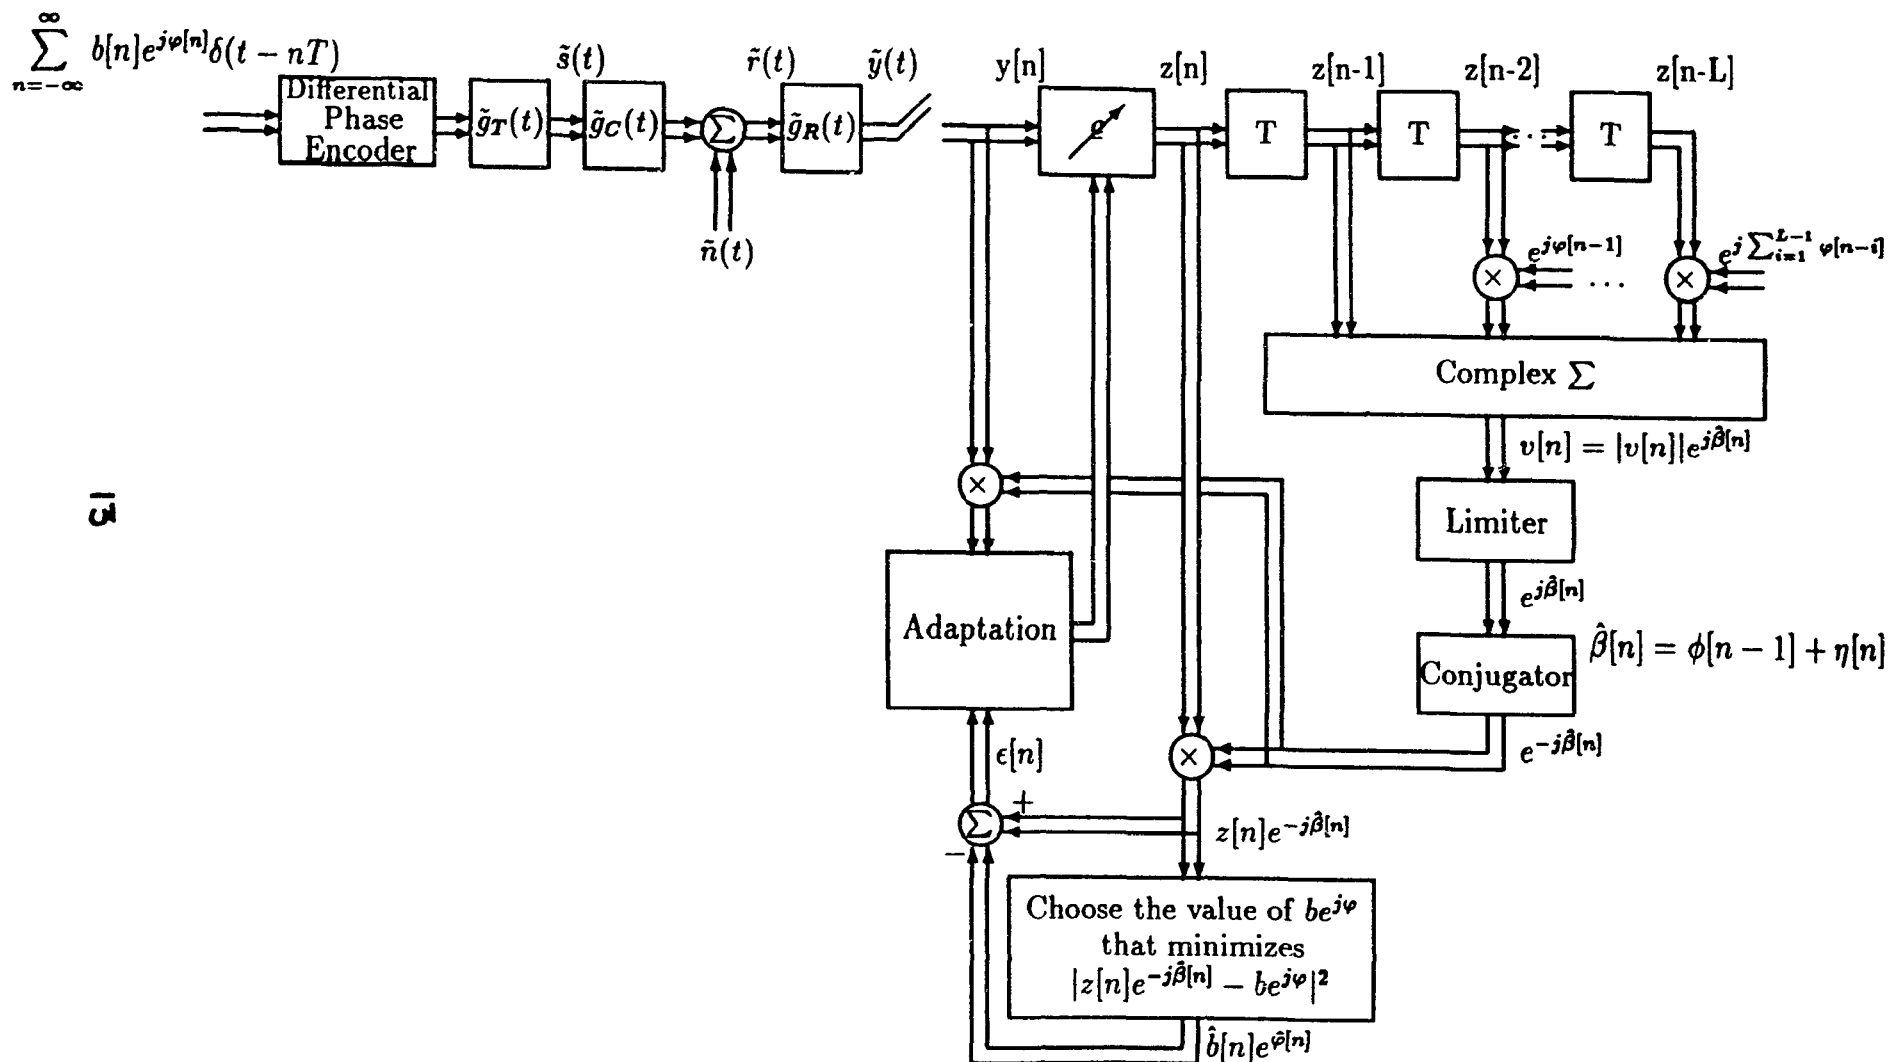 ∑_{n=-∞}^{∞} b[n]e^{jφ[n]}δ(t − nT)
Differential
Phase
Encoder
g̃_T(t)
s̃(t)
g̃_C(t)
Σ
ñ(t)
r̃(t)
g̃_R(t)
ỹ(t)
y[n]
c
z[n]
T
z[n-1]
T
z[n-2]
...
T
z[n-L]
×
e^{jφ[n−1]}
...
×
e^{j∑_{i=1}^{L−1} φ[n−i]}
Complex Σ
v[n] = |v[n]|e^{jβ̂[n]}
Limiter
e^{jβ̂[n]}
Conjugator
β̂[n] = ϕ[n − 1] + η[n]
e^{−jβ̂[n]}
×
Adaptation
ϵ[n]
×
Σ
+
−
z[n]e^{−jβ̂[n]}
Choose the value of be^{jφ}
that minimizes
|z[n]e^{−jβ̂[n]} − be^{jφ}|²
b̂[n]e^{φ̂[n]}